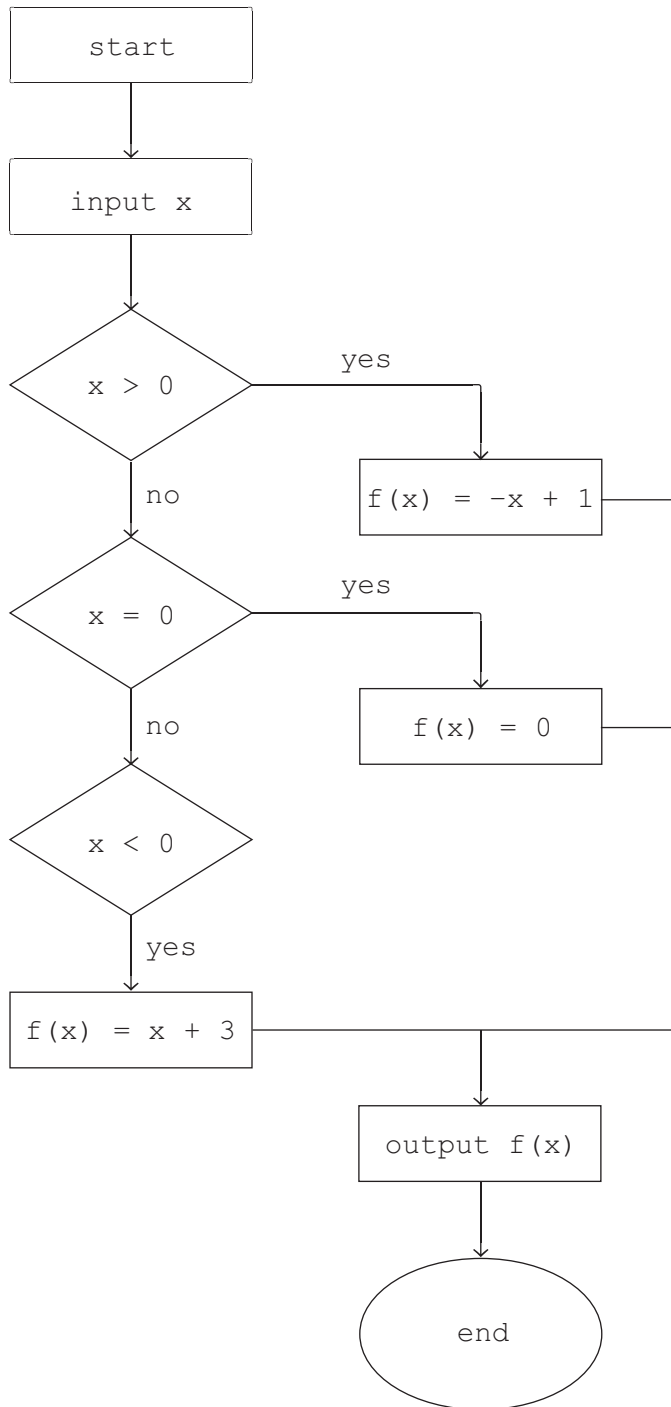 start
input x
x > 0
yes
f(x) = -x + 1
no
x = 0
yes
f(x) = 0
no
x < 0
yes
f(x) = x + 3
output f(x)
end